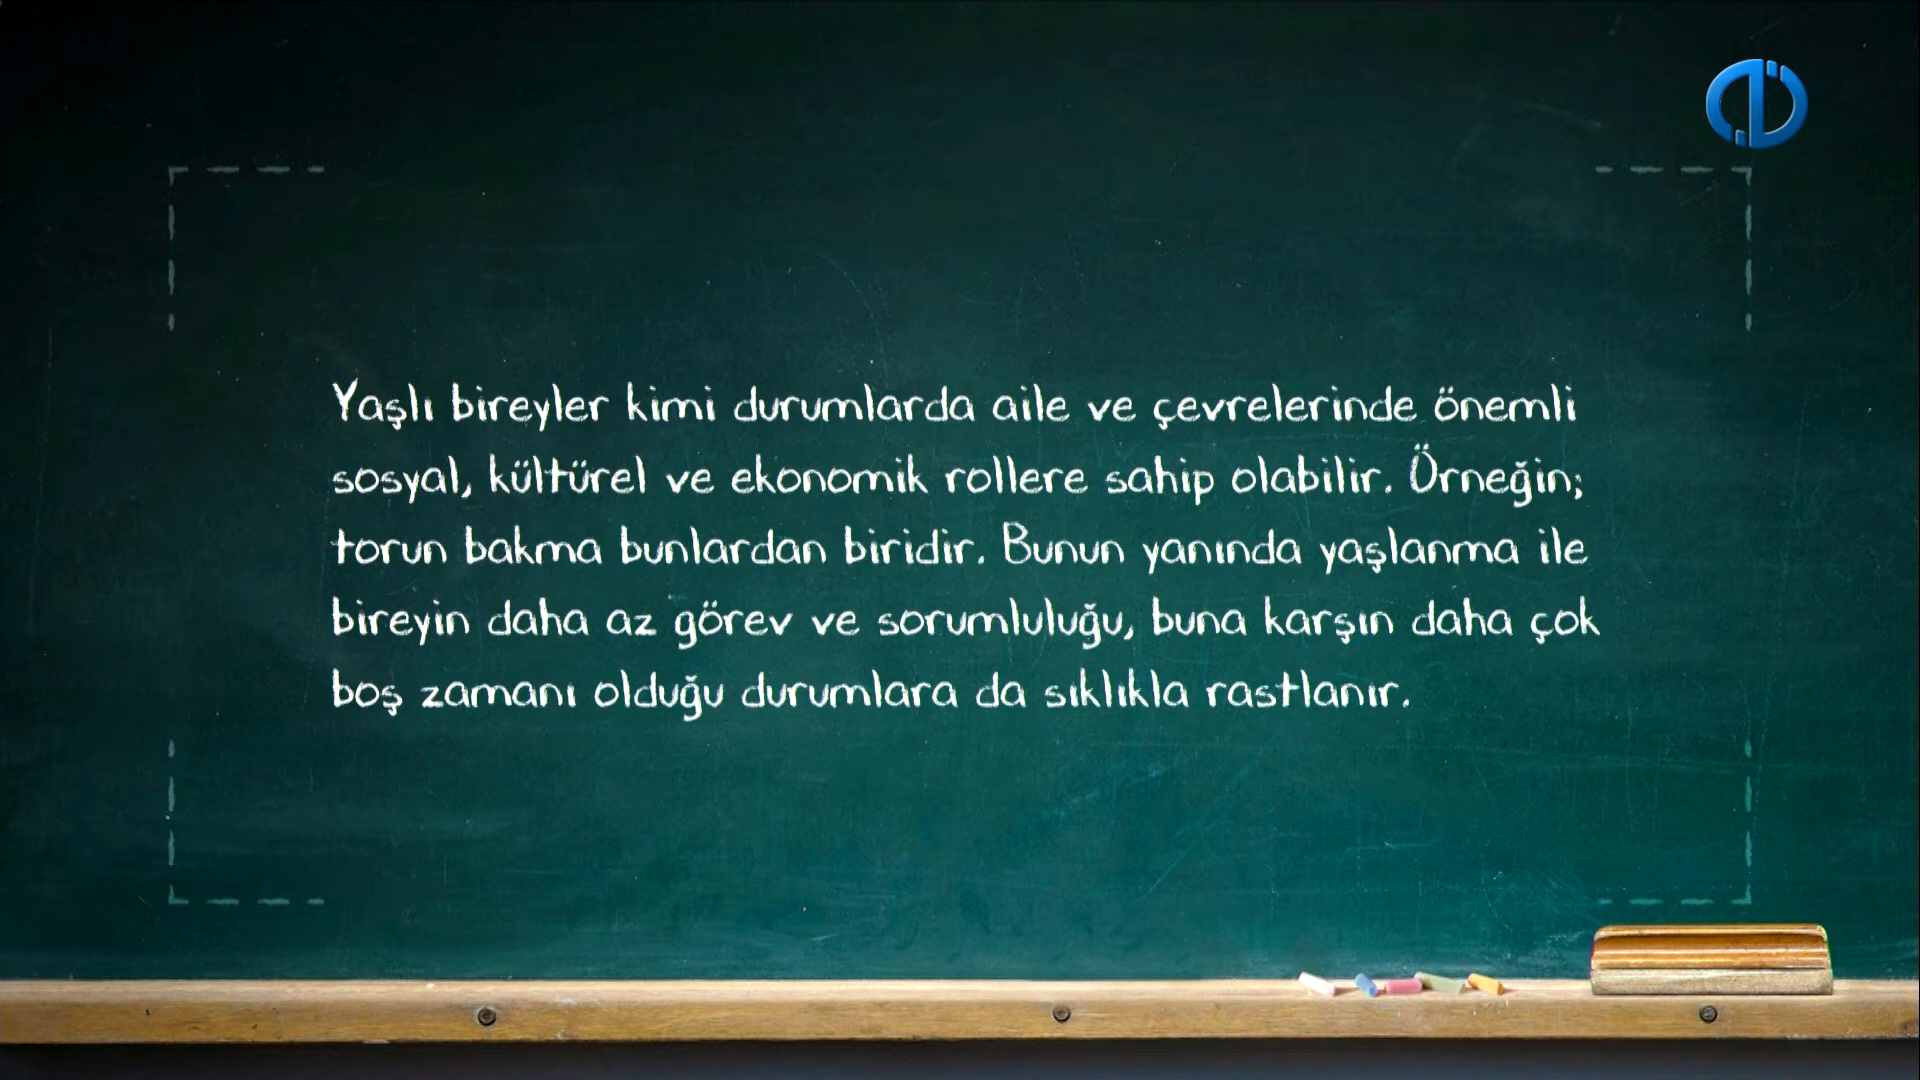 Yaşlı bireyler kimi durumlarda aile ve çevrelerinde önemli
sosyal, kültürel ve ekonomik rollere sahip olabilir. Örneğin;
torun bakma bunlardan biridir. Bunun yanında yaşlanma ile
bireyin daha az görev ve sorumluluğu, buna karşın daha çok
boş zamanı olduğu durumlara da sıklıkla rastlanır.